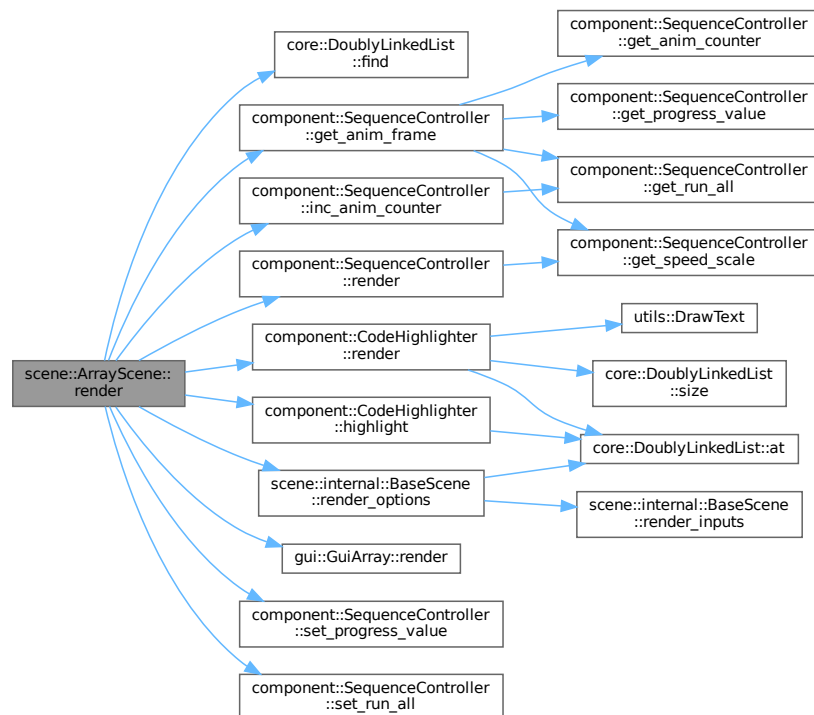 scene::ArrayScene::
render
core::DoublyLinkedList
::find
component::SequenceController
::get_anim_frame
component::SequenceController
::inc_anim_counter
component::SequenceController
::render
component::CodeHighlighter
::render
component::CodeHighlighter
::highlight
scene::internal::BaseScene
::render_options
gui::GuiArray::render
component::SequenceController
::set_progress_value
component::SequenceController
::set_run_all
component::SequenceController
::get_anim_counter
component::SequenceController
::get_progress_value
component::SequenceController
::get_run_all
component::SequenceController
::get_speed_scale
utils::DrawText
core::DoublyLinkedList
::size
core::DoublyLinkedList::at
scene::internal::BaseScene
::render_inputs